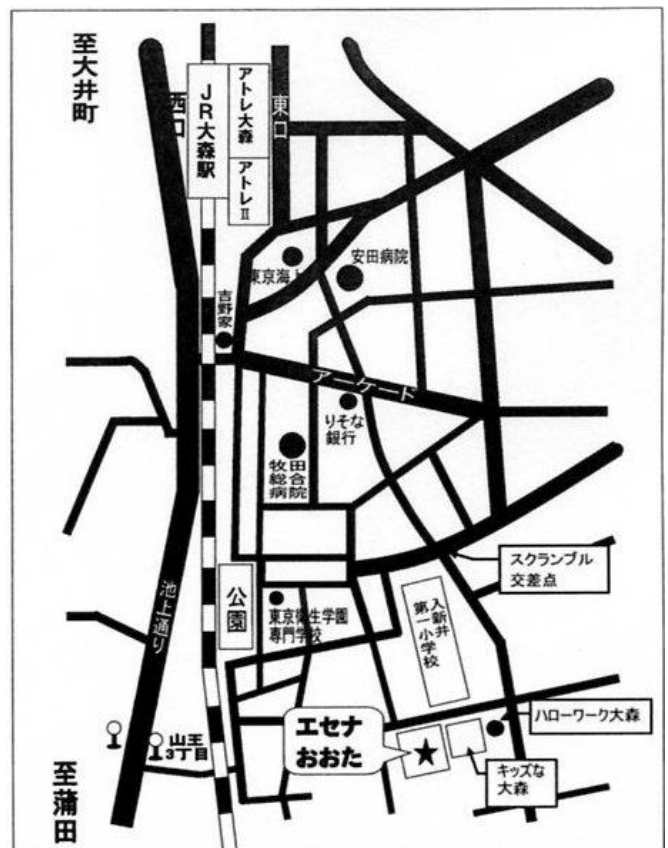 至大井町
西口
JR大森駅
アトレ大森
アトレⅡ
東
東京海上
安田病院
吉野家
アーケード
りそな
銀行
牧田
総合
病院
スクランブル
交差点
公園
東京衛生学園
専門学校
入新井
第一小学校
池上通り
ハローワーク大森
エセナ
おおた
キッズな
大森
山王
3丁目
至蒲田